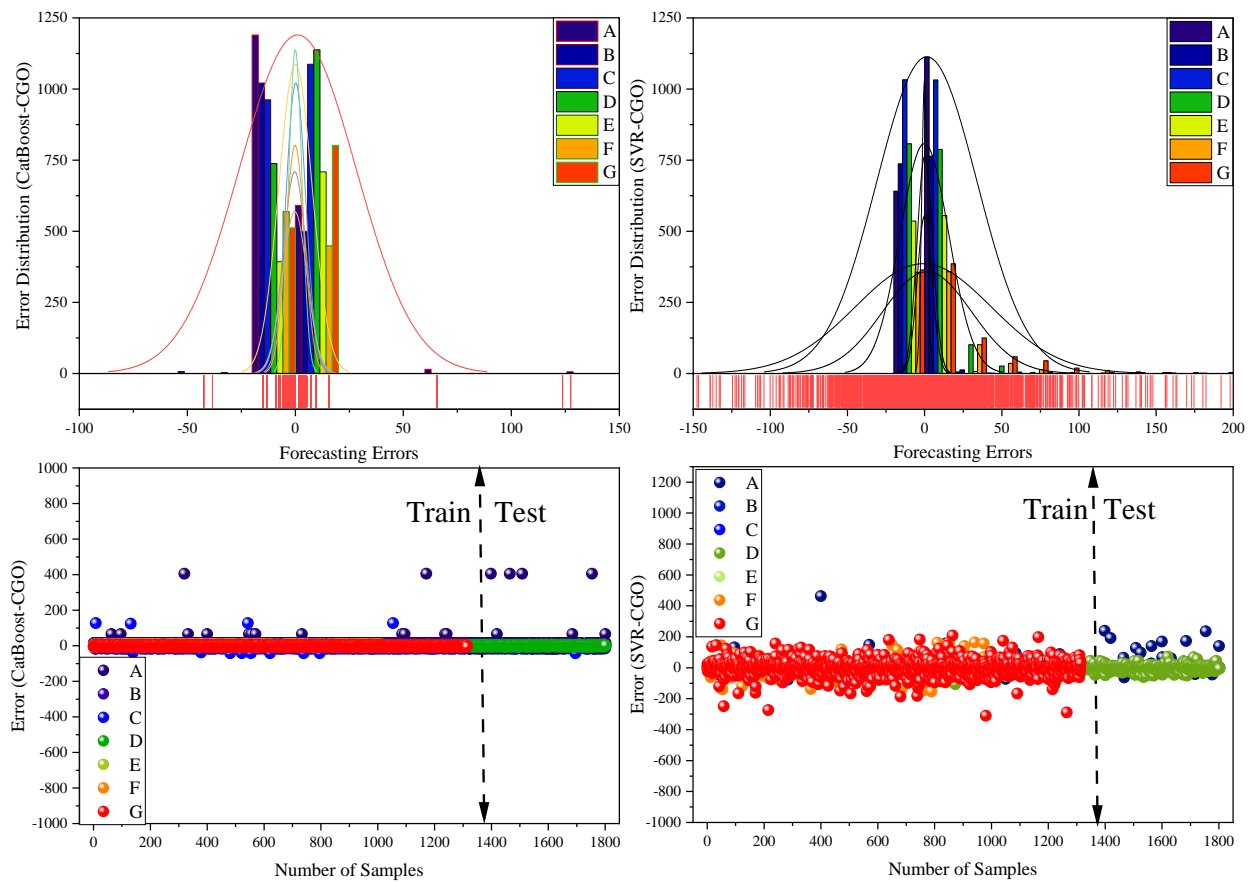 Error Distribution (CatBoost-CGO)
1250
1000
750
500
250
0
-100
-50
0
50
100
150
Forecasting Errors
A
B
C
D
E
F
G
Error Distribution (SVR-CGO)
1250
1000
750
500
250
0
-150
-100
-50
0
50
100
150
200
Forecasting Errors
A
B
C
D
E
F
G
Error (CatBoost-CGO)
1000
800
600
400
200
0
-200
-400
-600
-800
-1000
Train
Test
A
B
C
D
E
F
G
0
200
400
600
800
1000
1200
1400
1600
1800
Number of Samples
Error (SVR-CGO)
1200
1000
800
600
400
200
0
-200
-400
-600
-800
-1000
A
B
C
D
E
F
G
Train
Test
0
200
400
600
800
1000
1200
1400
1600
1800
Number of Samples